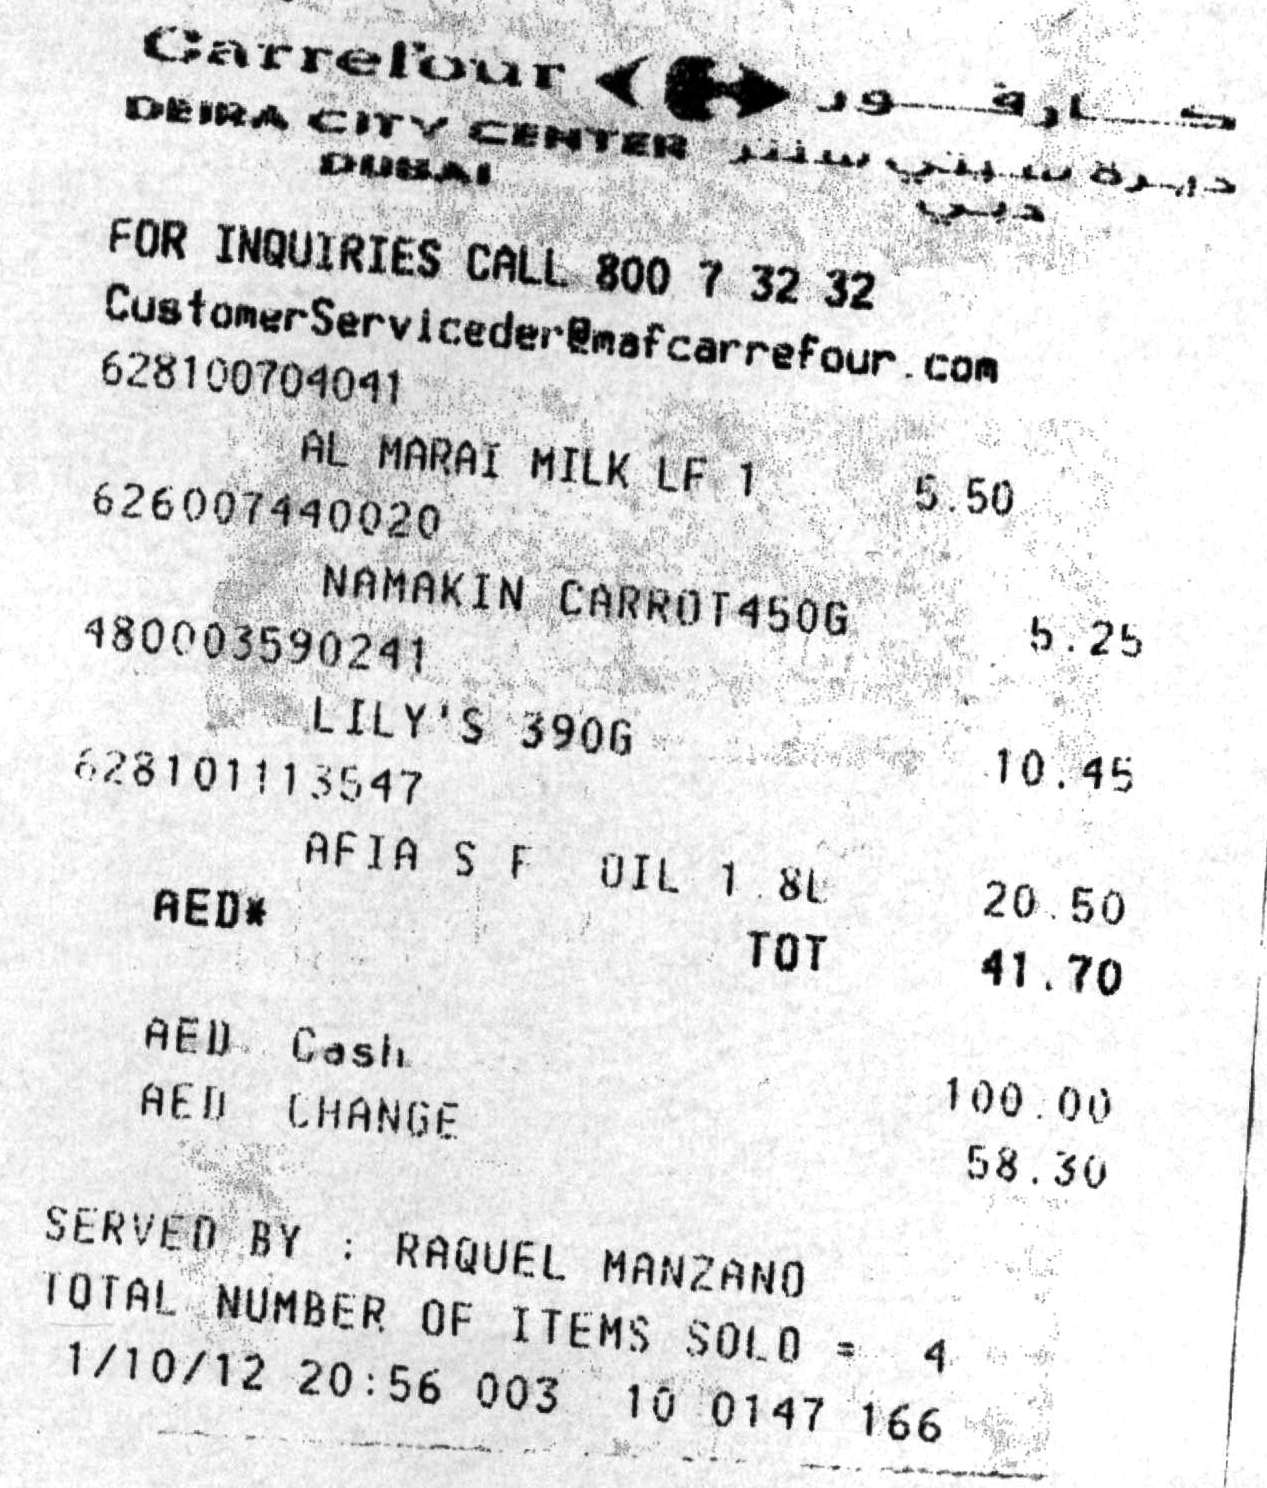 Carrefour كارفور
DEIRA CITY CENTER ديرة سيتي سنتر
DUBAI دبي
FOR INQUIRIES CALL 800 7 32 32
CustomerServiceder@mafcarrefour.com
628100704041
AL MARAI MILK LF 1 5.50
626007440020
NAMAKIN CARROT450G 5.25
480003590241
LILY'S 390G 10.45
628101113547
AFIA S F OIL 1.8L 20.50
AED* TOT 41.70
AED Cash 100.00
AED CHANGE 58.30
SERVED BY : RAQUEL MANZANO
TOTAL NUMBER OF ITEMS SOLD = 4
1/10/12 20:56 003 10 0147 166